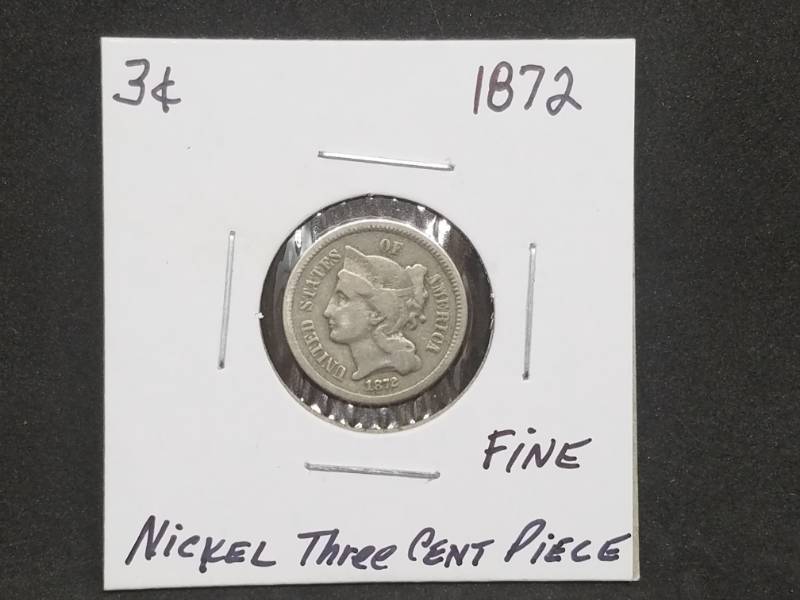 3¢ 1872
UNITED STATES OF AMERICA
1872
FINE
NICKEL Three CENT PIECE